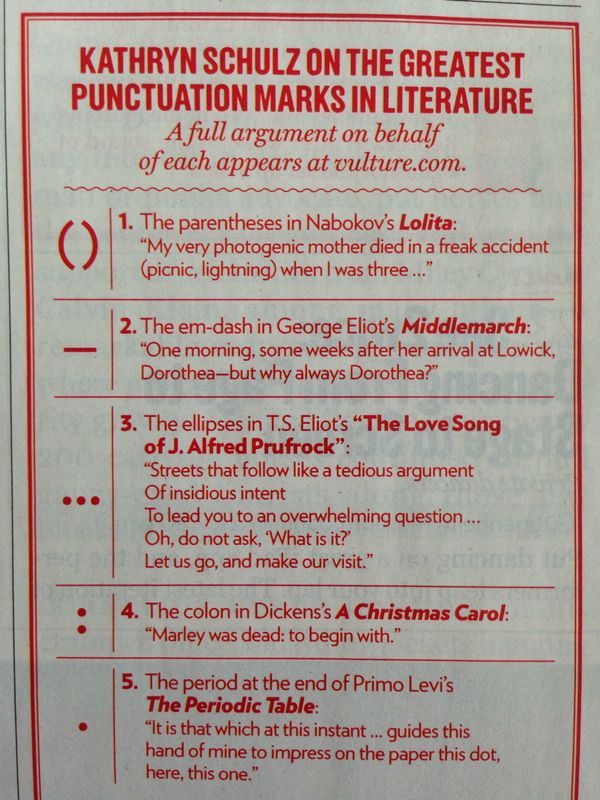 KATHRYN SCHULZ ON THE GREATEST
PUNCTUATION MARKS IN LITERATURE
A full argument on behalf
of each appears at vulture.com.
( )
1. The parentheses in Nabokov's Lolita:
“My very photogenic mother died in a freak accident
(picnic, lightning) when I was three ...”
—
2. The em-dash in George Eliot's Middlemarch:
“One morning, some weeks after her arrival at Lowick,
Dorothea—but why always Dorothea?”
...
3. The ellipses in T.S. Eliot's “The Love Song
of J. Alfred Prufrock”:
“Streets that follow like a tedious argument
Of insidious intent
To lead you to an overwhelming question ...
Oh, do not ask, ‘What is it?’
Let us go, and make our visit.”
:
4. The colon in Dickens's A Christmas Carol:
“Marley was dead: to begin with.”
.
5. The period at the end of Primo Levi's
The Periodic Table:
“It is that which at this instant ... guides this
hand of mine to impress on the paper this dot,
here, this one.”